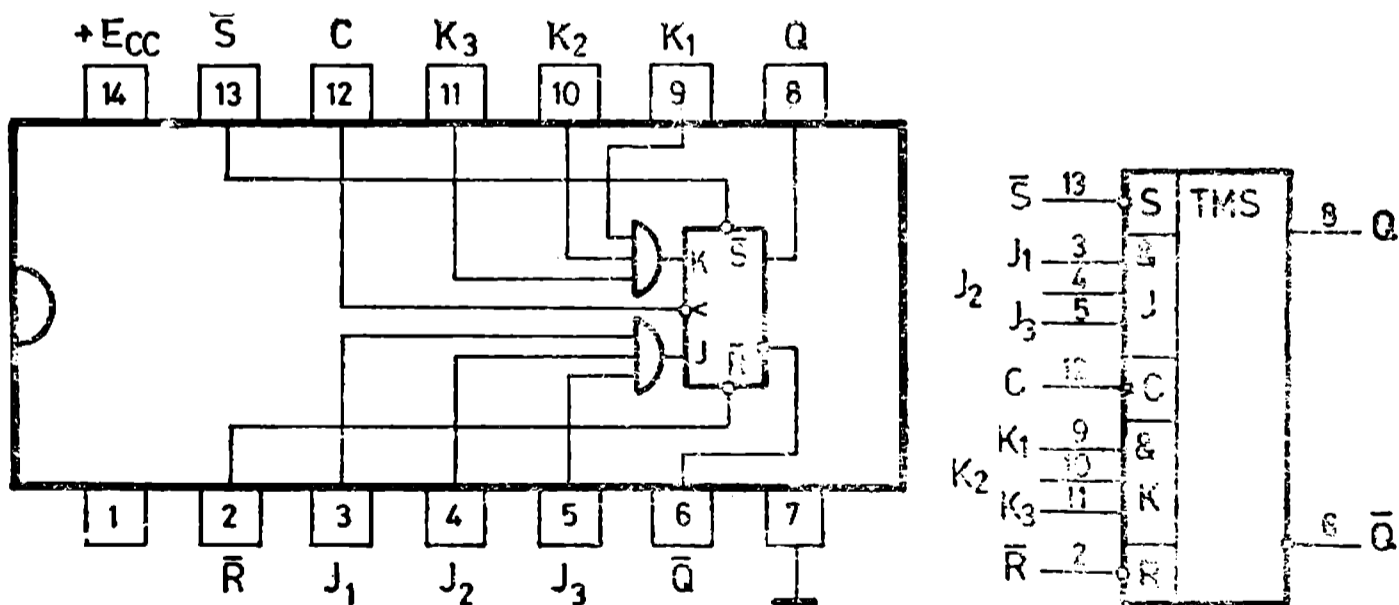 +E_CC S̄ C K₃ K₂ K₁ Q
14 13 12 11 10 9 8
K S̄
J R̄
1 2 3 4 5 6 7
R̄ J₁ J₂ J₃ Q̄
S̄ 13 S TMS
8 Q
J₁ 3 &
J₂ 4 J
J₃ 5
C 12 C
K₁ 9 &
K₂ 10
K₃ 11 K
6 Q̄
R̄ 2 R